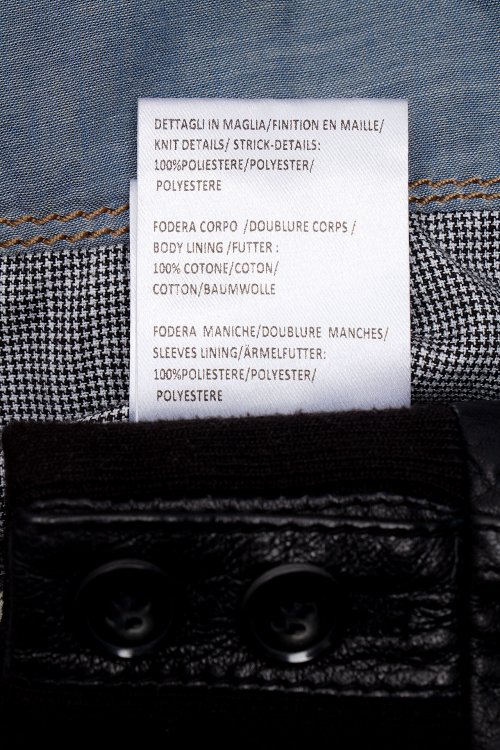 DETTAGLI IN MAGLIA/FINITION EN MAILLE/
KNIT DETAILS/ STRICK-DETAILS:
100%POLIESTERE/POLYESTER/
POLYESTERE
FODERA CORPO /DOUBLURE CORPS /
BODY LINING /FUTTER :
100% COTONE/COTON/
COTTON/BAUMWOLLE
FODERA MANICHE/DOUBLURE MANCHES/
SLEEVES LINING/ÄRMELFUTTER:
100%POLIESTERE/POLYESTER/
POLYESTERE